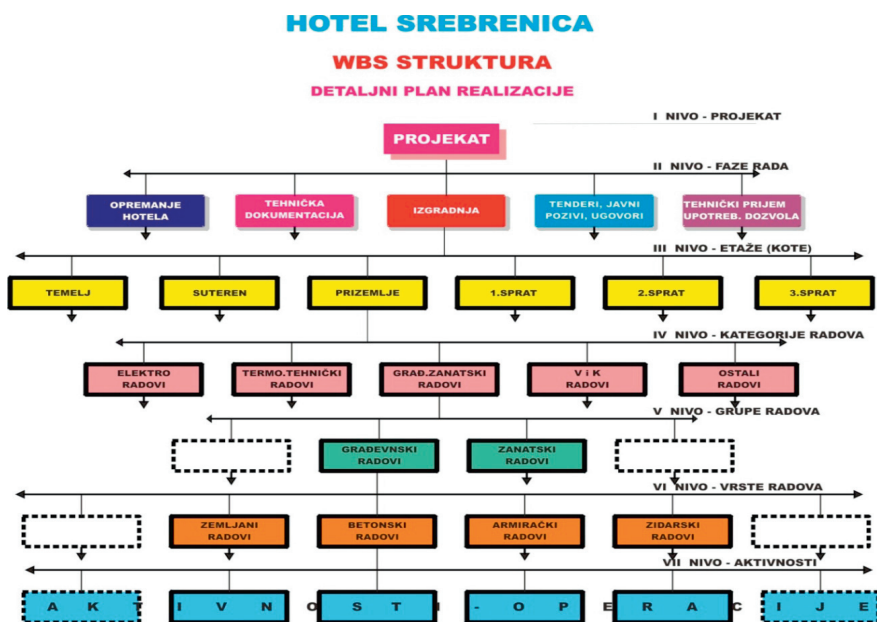 HOTEL SREBRENICA
WBS STRUKTURA
DETALJNI PLAN REALIZACIJE
I NIVO - PROJEKAT
PROJEKAT
II NIVO - FAZE RADA
OPREMANJE
HOTELA
TEHNIČKA
DOKUMENTACIJA
IZGRADNJA
TENDERI, JAVNI
POZIVI, UGOVORI
TEHNIČKI PRIJEM
UPOTREB. DOZVOLA
III NIVO - ETAŽE (KOTE)
TEMELJ
SUTEREN
PRIZEMLJE
1.SPRAT
2.SPRAT
3.SPRAT
IV NIVO - KATEGORIJE RADOVA
ELEKTRO
RADOVI
TERMO.TEHNIČKI
RADOVI
GRAĐ.ZANATSKI
RADOVI
V i K
RADOVI
OSTALI
RADOVI
V NIVO - GRUPE RADOVA
GRAĐEVNSKI
RADOVI
ZANATSKI
RADOVI
VI NIVO - VRSTE RADOVA
ZEMLJANI
RADOVI
BETONSKI
RADOVI
ARMIRAČKI
RADOVI
ZIDARSKI
RADOVI
VII NIVO - AKTIVNOSTI
A K T I V N O S T I - O P E R A C I J E